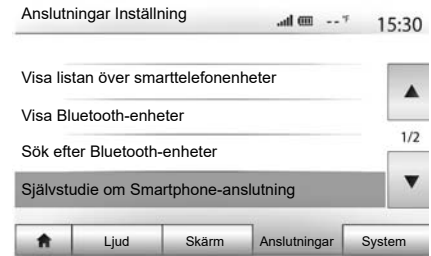 Anslutningar Inställning
--°F 15:30
Visa listan över smarttelefonenheter
Visa Bluetooth-enheter
1/2
Sök efter Bluetooth-enheter
Självstudie om Smartphone-anslutning
Ljud Skärm Anslutningar System